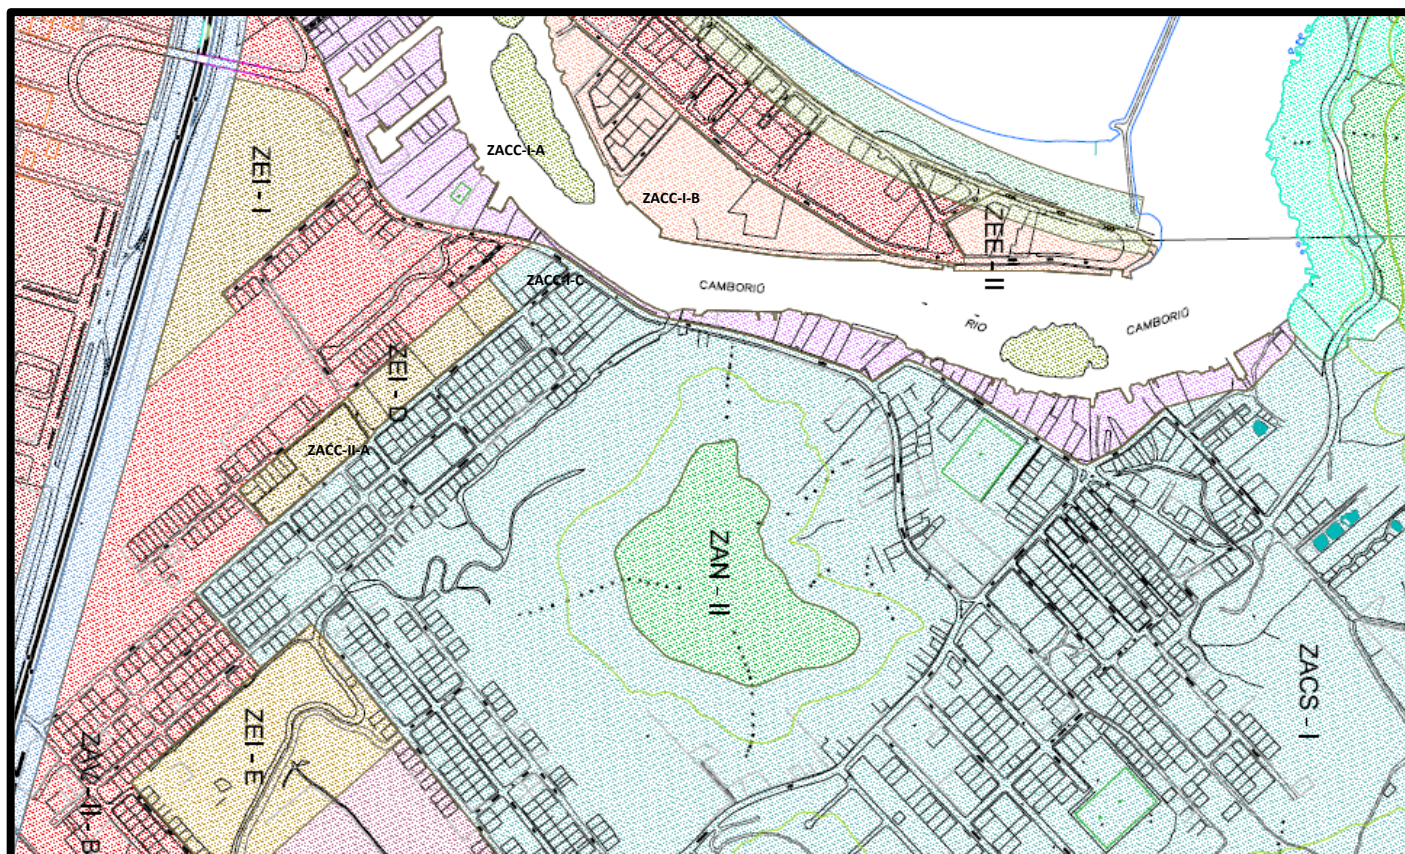 ZEI - I
ZACC-I-A
ZACC-I-B
ZEE - II
ZACC-I-C
CAMBORIÚ
RIO
CAMBORIÚ
ZEI - D
ZACC-II-A
ZAN - II
ZACS - I
ZEI - E
ZAV - II - B